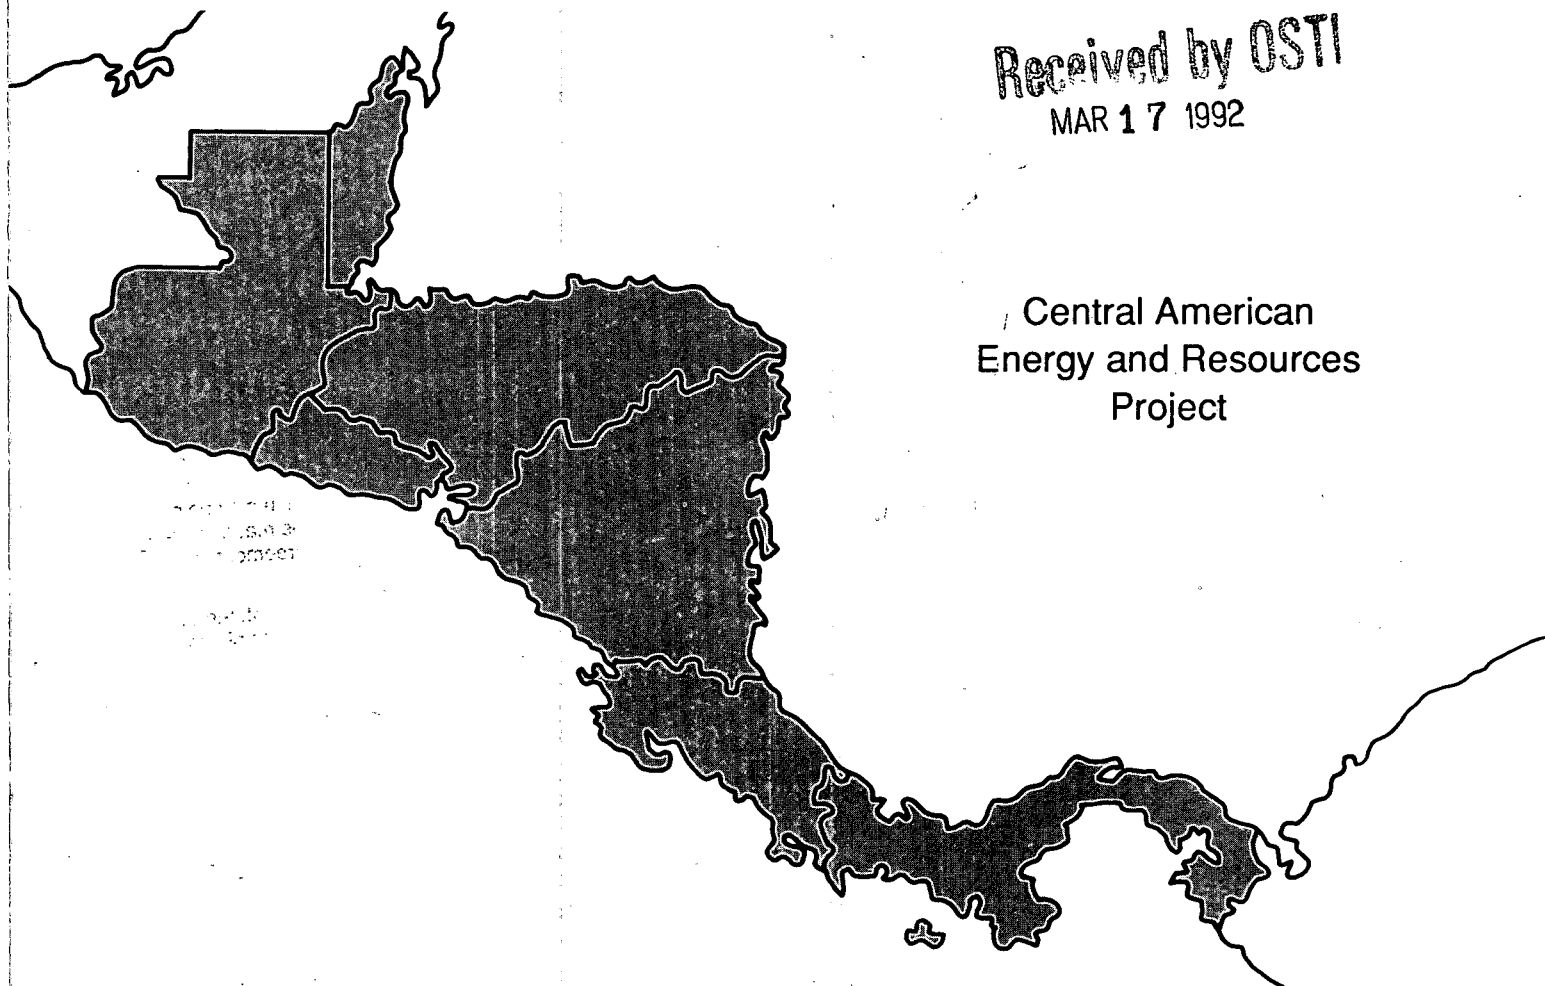 Received by OSTI
MAR 17 1992
Central American
Energy and Resources
Project